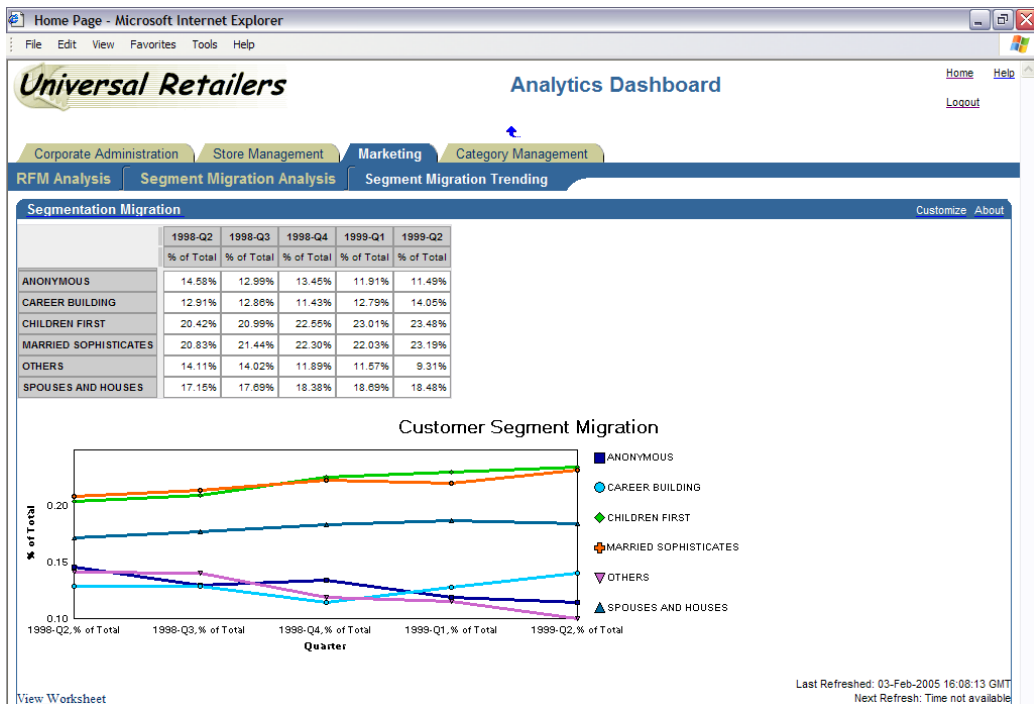 Home Page - Microsoft Internet Explorer
File Edit View Favorites Tools Help
Universal Retailers
Analytics Dashboard
Home Help
Logout
Corporate Administration Store Management Marketing Category Management
RFM Analysis Segment Migration Analysis Segment Migration Trending
Segmentation Migration Customize About
1998-Q2 1998-Q3 1998-Q4 1999-Q1 1999-Q2
% of Total % of Total % of Total % of Total % of Total
ANONYMOUS 14.58% 12.99% 13.45% 11.91% 11.49%
CAREER BUILDING 12.91% 12.86% 11.43% 12.79% 14.05%
CHILDREN FIRST 20.42% 20.99% 22.55% 23.01% 23.48%
MARRIED SOPHISTICATES 20.83% 21.44% 22.30% 22.03% 23.19%
OTHERS 14.11% 14.02% 11.89% 11.57% 9.31%
SPOUSES AND HOUSES 17.15% 17.69% 18.38% 18.69% 18.48%
Customer Segment Migration
% of Total
0.20
0.15
0.10
1998-Q2,% of Total 1998-Q3,% of Total 1998-Q4,% of Total 1999-Q1,% of Total 1999-Q2,% of Total
Quarter
ANONYMOUS
CAREER BUILDING
CHILDREN FIRST
MARRIED SOPHISTICATES
OTHERS
SPOUSES AND HOUSES
Last Refreshed: 03-Feb-2005 16:08:13 GMT
View Worksheet Next Refresh: Time not available